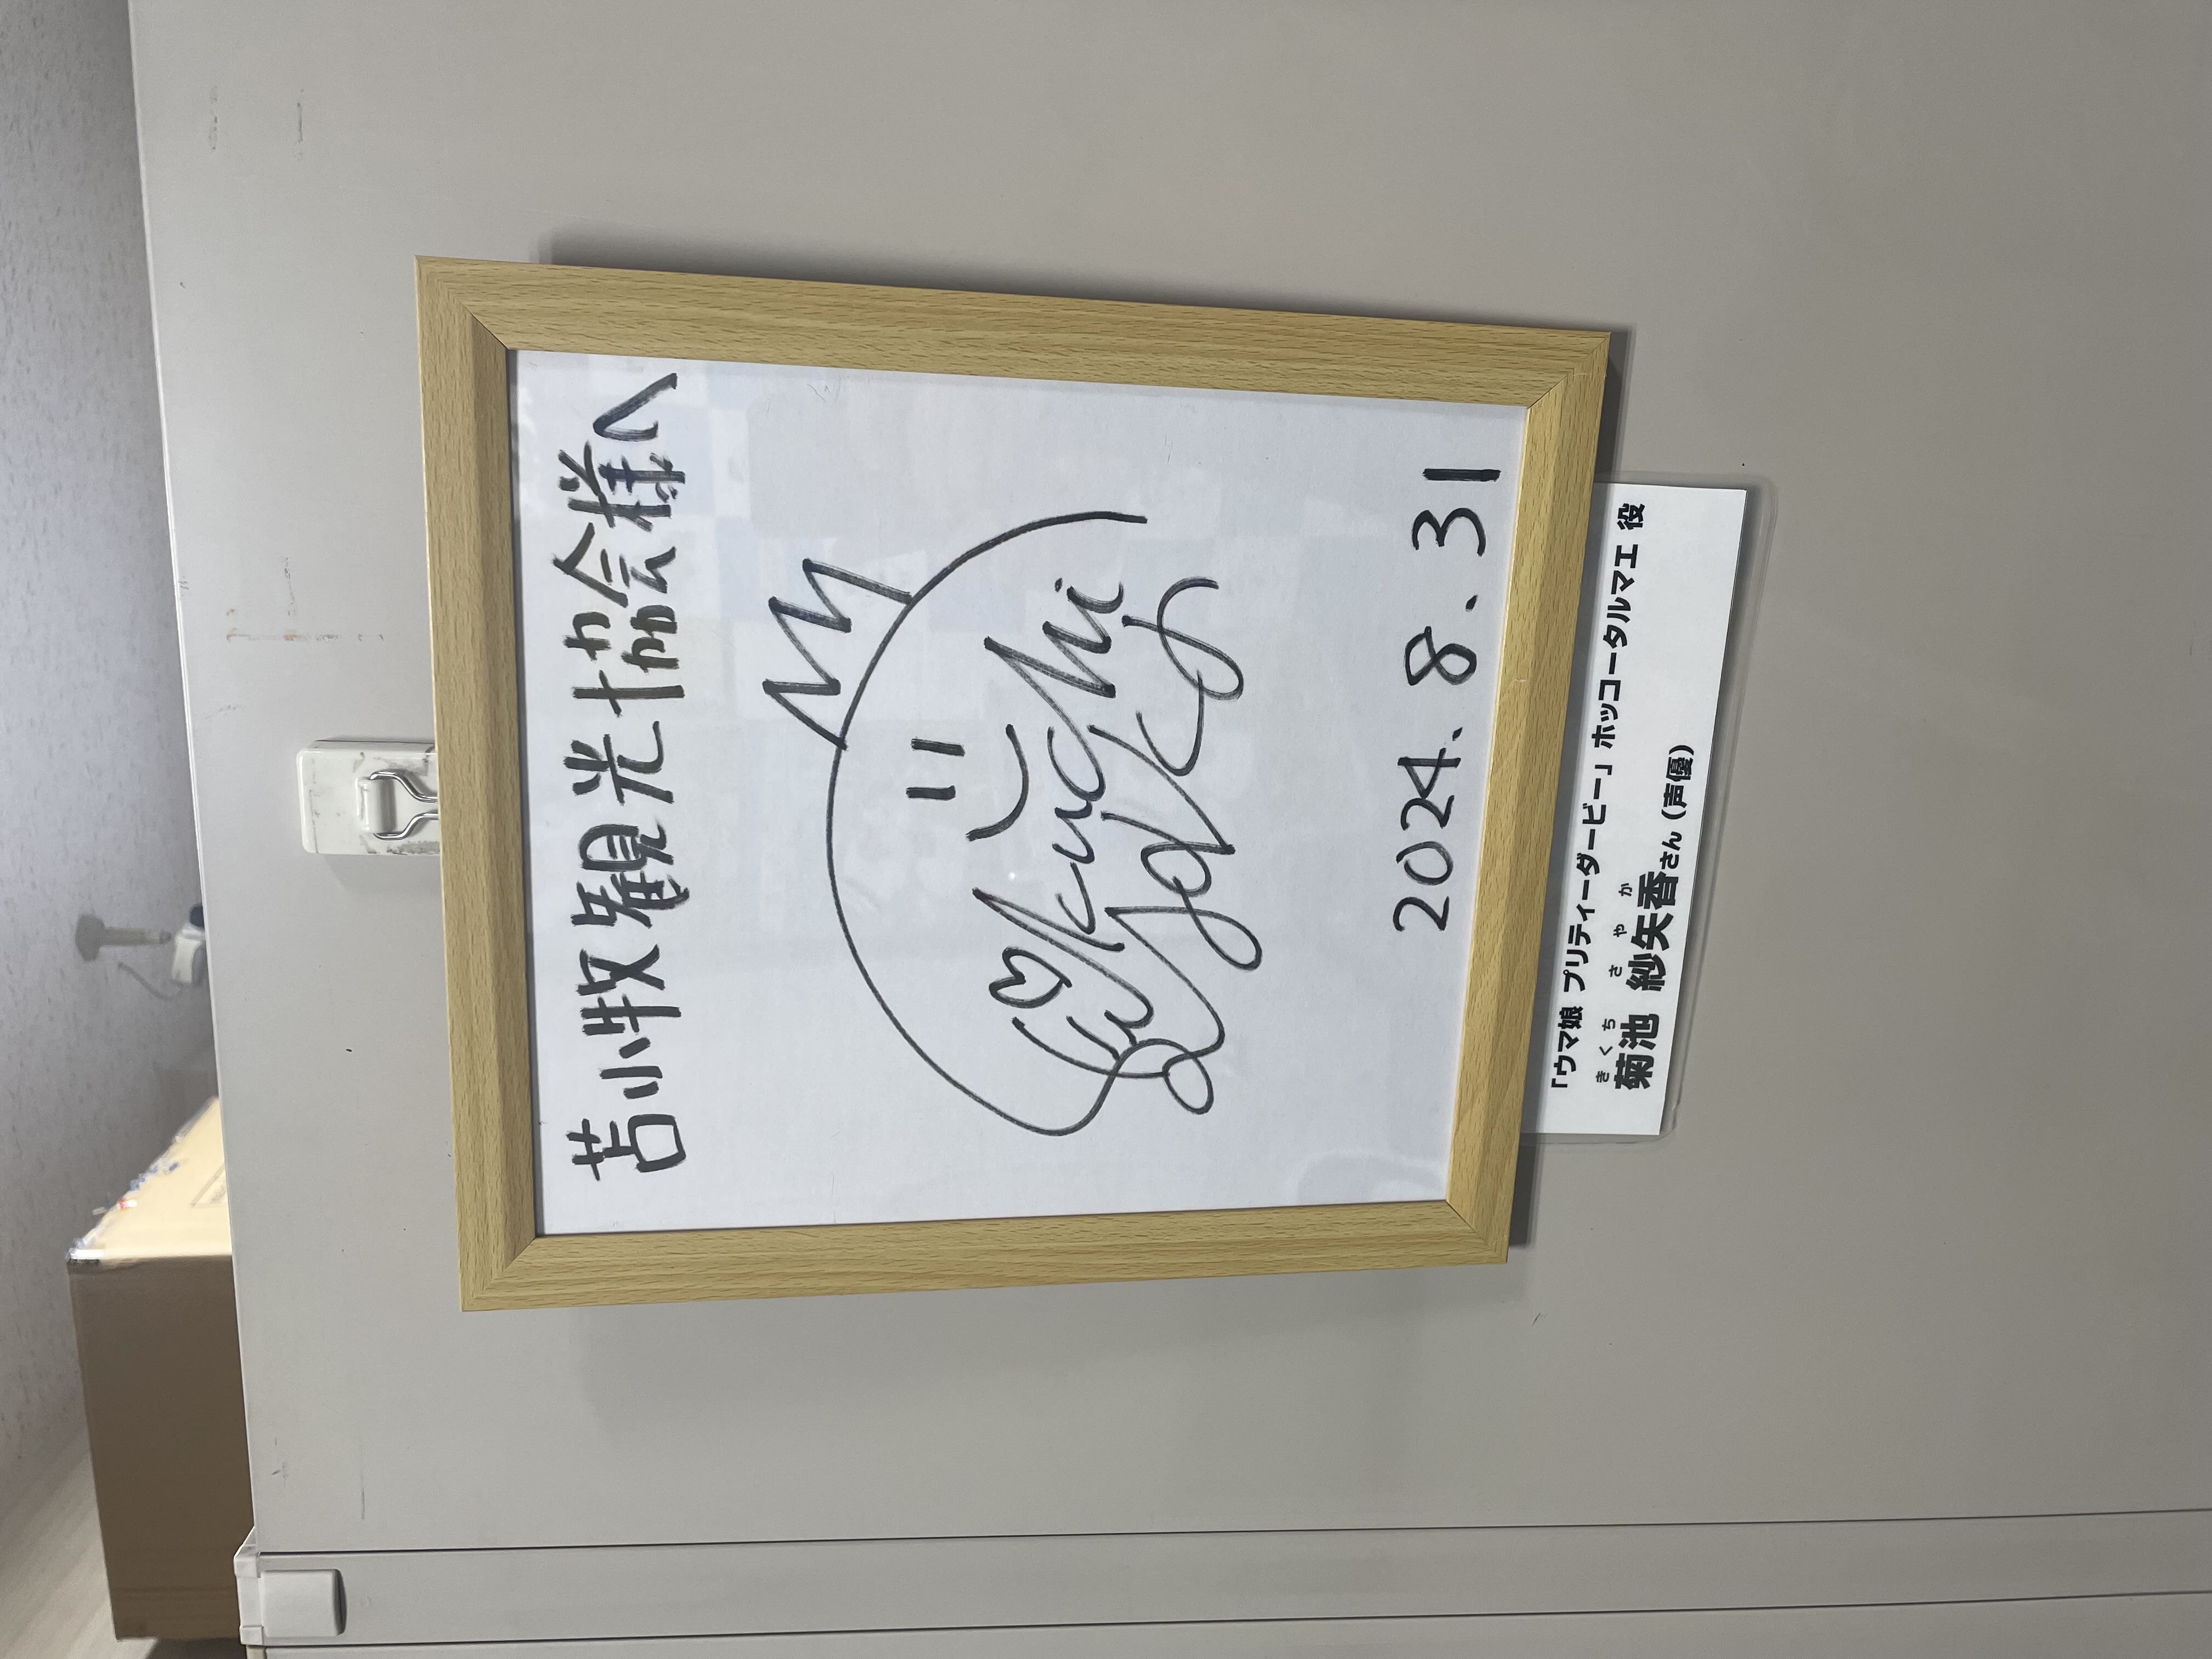 苫小牧観光協会様へ
Kikuchi
Sayaka
2024.8.31
「ウマ娘 プリティーダービー」ホッコータルマエ 役
きくち さやか
菊池 紗矢香さん(声優)